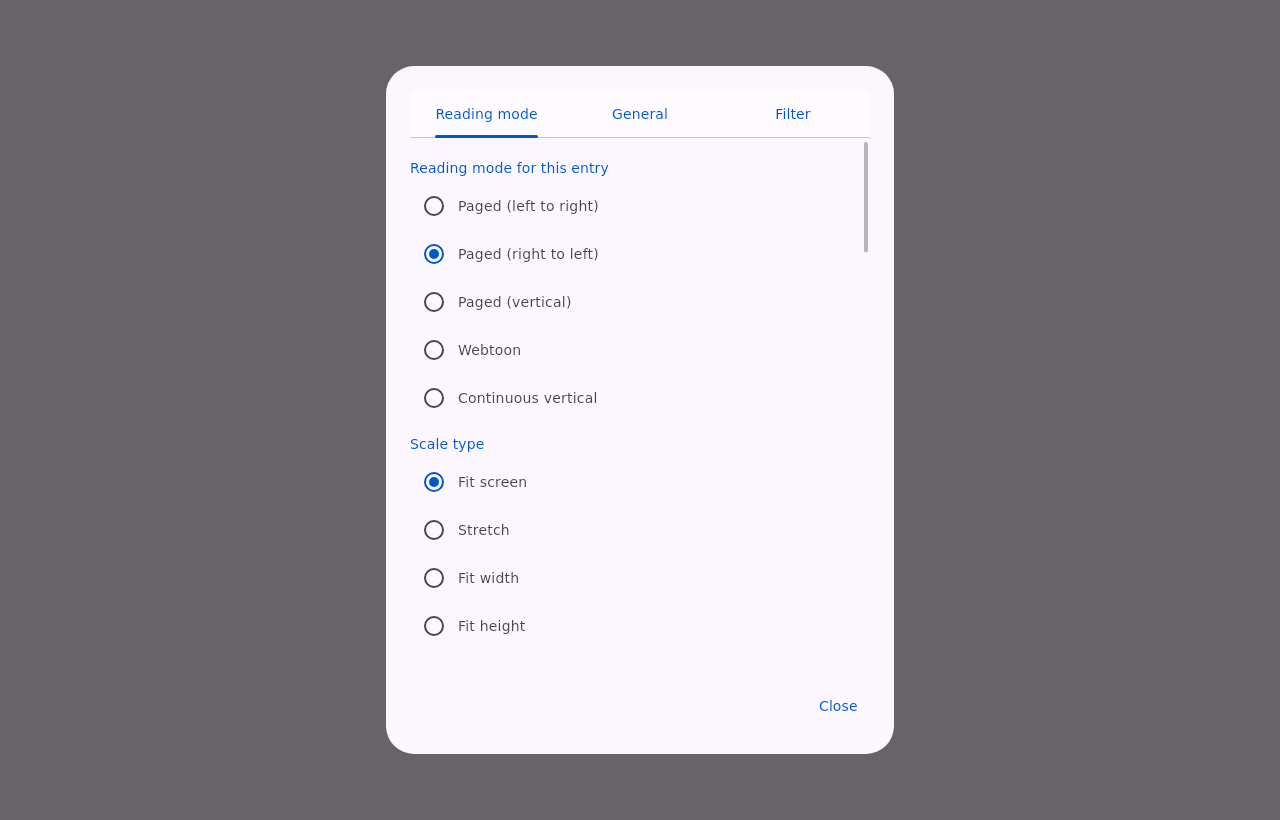 Reading mode General Filter
Reading mode for this entry
Paged (left to right)
Paged (right to left)
Paged (vertical)
Webtoon
Continuous vertical
Scale type
Fit screen
Stretch
Fit width
Fit height
Close